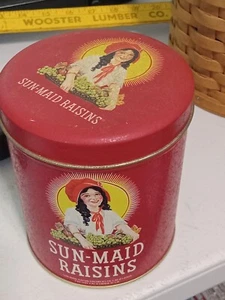 WOOSTER LUMBER CO.
SUN-MAID RAISINS
SUN-MAID
RAISINS